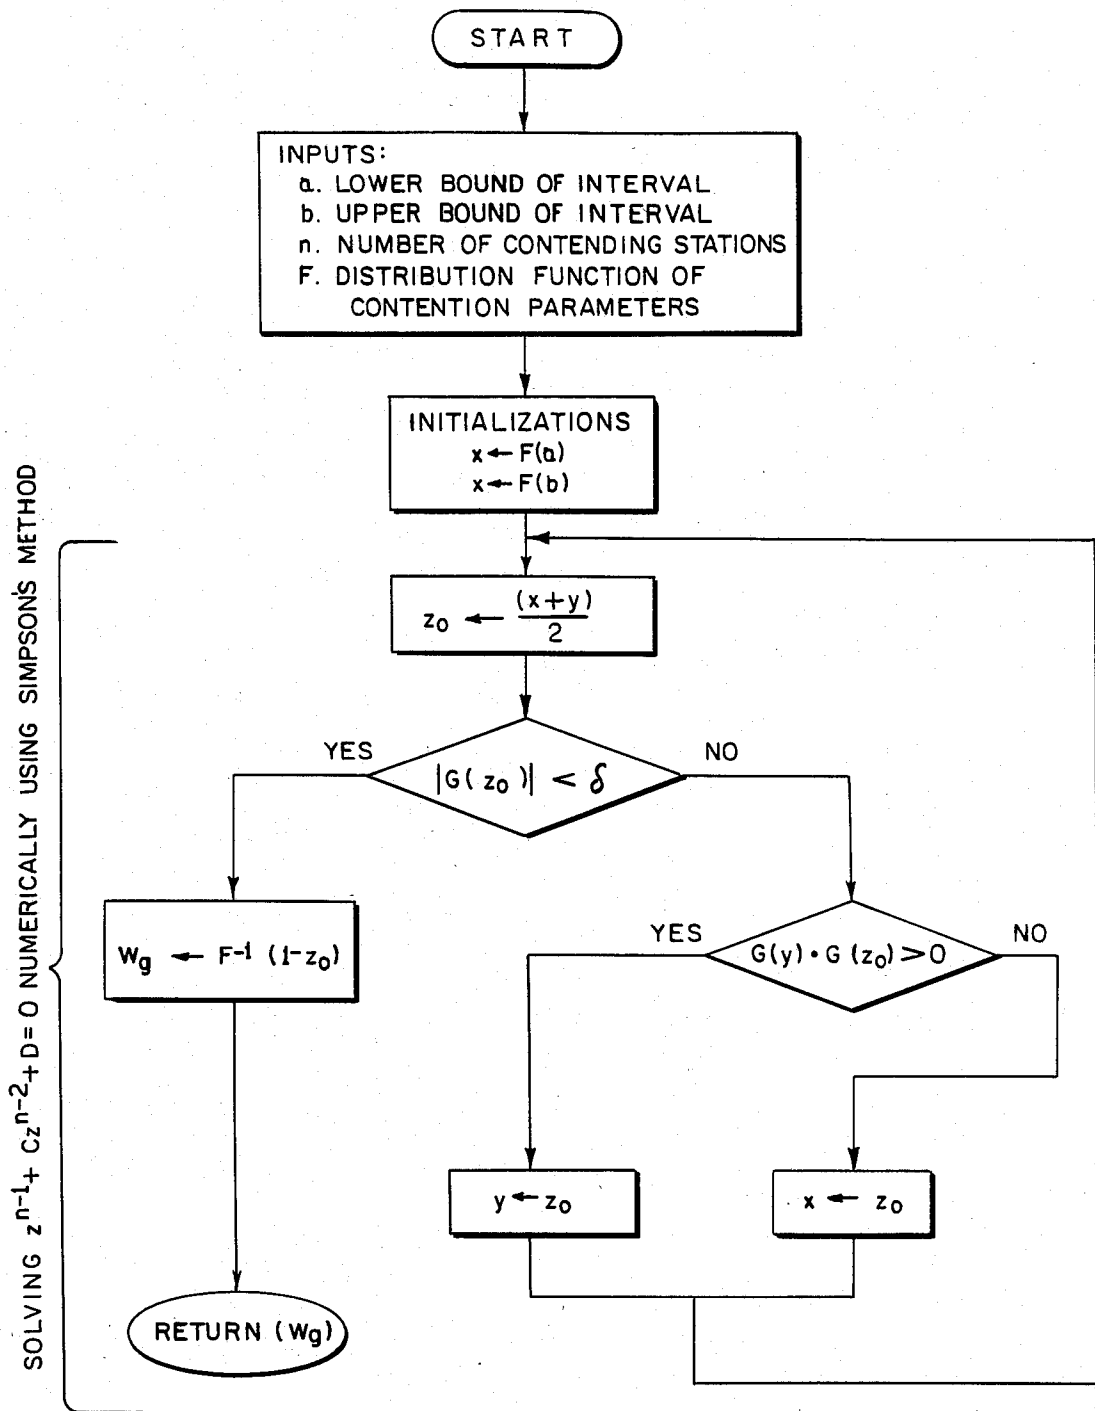 START
INPUTS:
a. LOWER BOUND OF INTERVAL
b. UPPER BOUND OF INTERVAL
n. NUMBER OF CONTENDING STATIONS
F. DISTRIBUTION FUNCTION OF
CONTENTION PARAMETERS
INITIALIZATIONS
x ← F(a)
x ← F(b)
z₀ ← (x+y)/2
|G(z₀)| < δ
YES
NO
W_g ← F⁻¹ (1-z₀)
G(y)•G(z₀)>0
YES
NO
y ← z₀
x ← z₀
RETURN (W_g)
SOLVING zⁿ⁻¹+ Czⁿ⁻²+D=0 NUMERICALLY USING SIMPSON'S METHOD